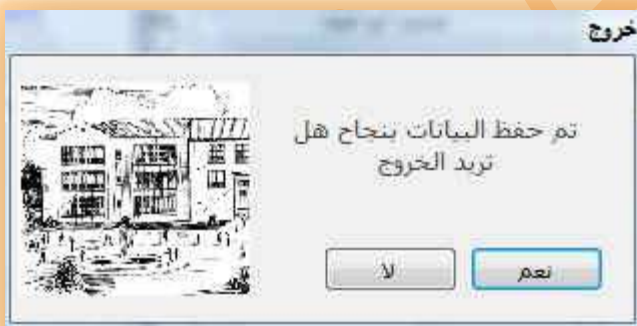 خروج
تم حفظ البيانات بنجاح هل
تريد الخروج
نعم
لا